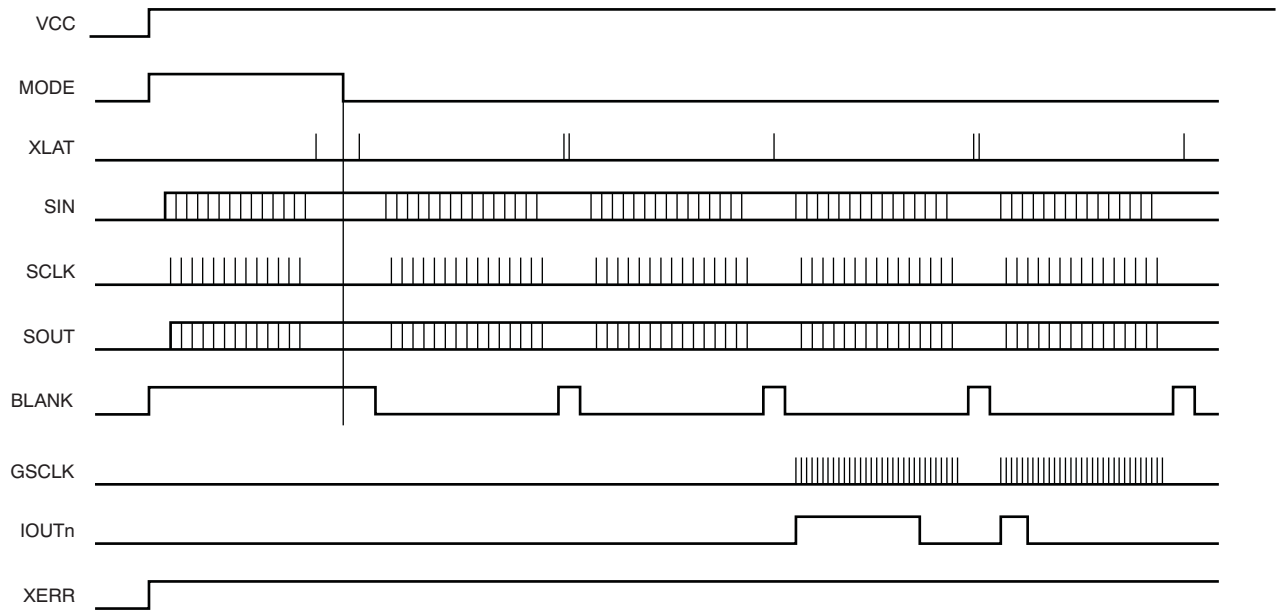 VCC
MODE
XLAT
SIN
SCLK
SOUT
BLANK
GSCLK
IOUTn
XERR